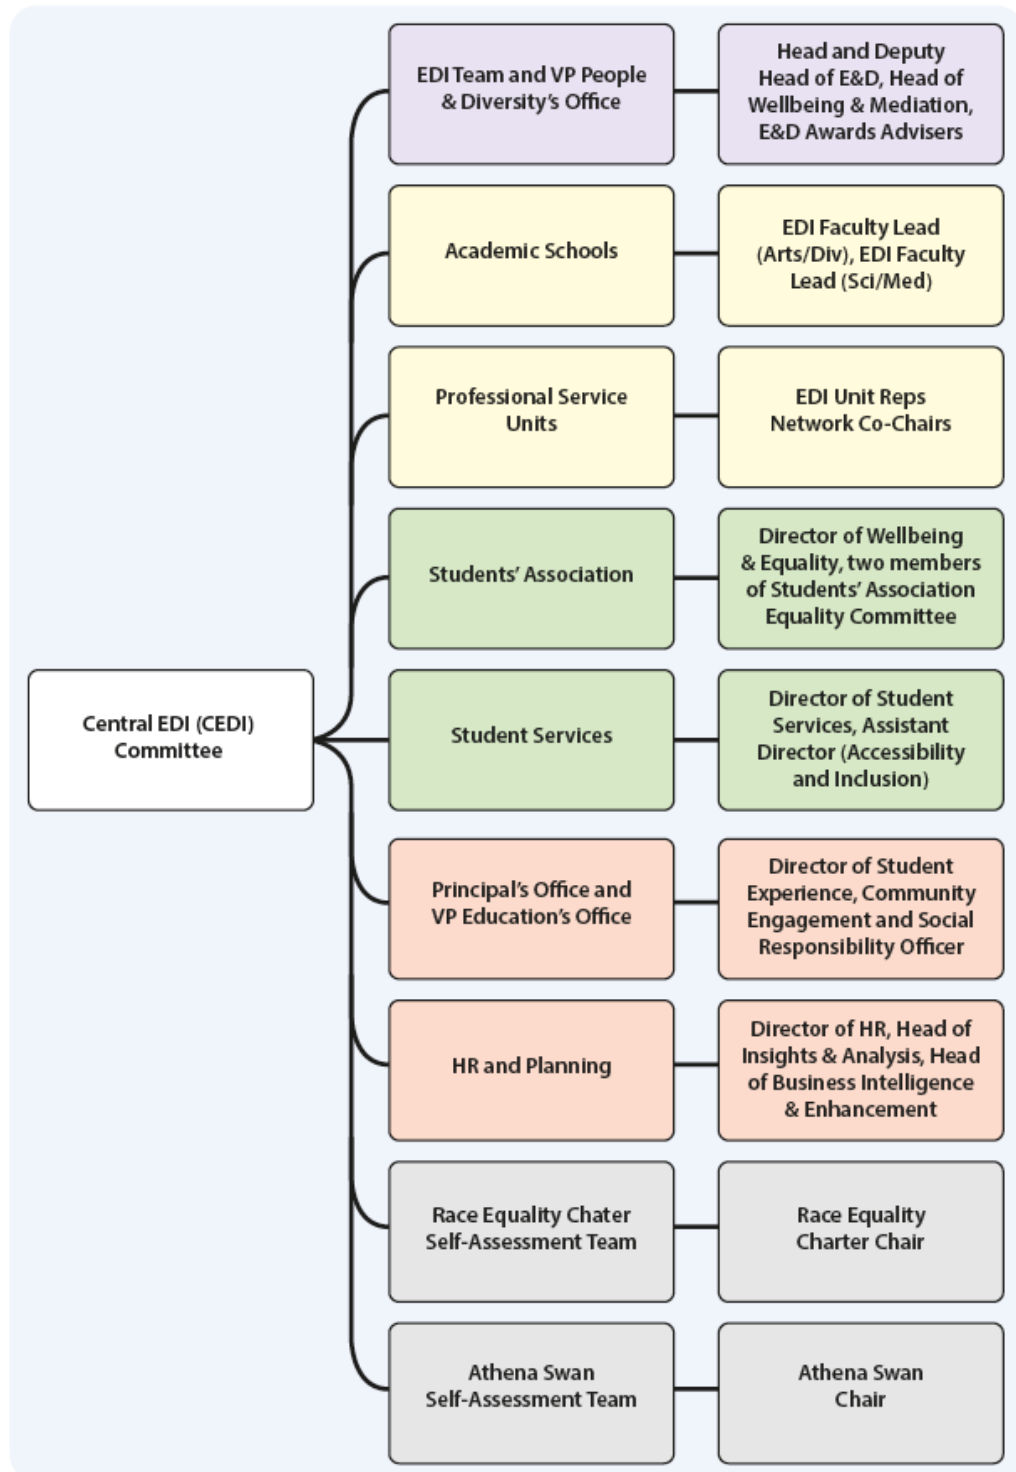 EDI Team and VP People
& Diversity's Office
Head and Deputy
Head of E&D, Head of
Wellbeing & Mediation,
E&D Awards Advisers
Academic Schools
EDI Faculty Lead
(Arts/Div), EDI Faculty
Lead (Sci/Med)
Professional Service
Units
EDI Unit Reps
Network Co-Chairs
Students' Association
Director of Wellbeing
& Equality, two members
of Students' Association
Equality Committee
Central EDI (CEDI)
Committee
Student Services
Director of Student
Services, Assistant
Director (Accessibility
and Inclusion)
Principal's Office and
VP Education's Office
Director of Student
Experience, Community
Engagement and Social
Responsibility Officer
HR and Planning
Director of HR, Head of
Insights & Analysis, Head
of Business Intelligence
& Enhancement
Race Equality Chater
Self-Assessment Team
Race Equality
Charter Chair
Athena Swan
Self-Assessment Team
Athena Swan
Chair